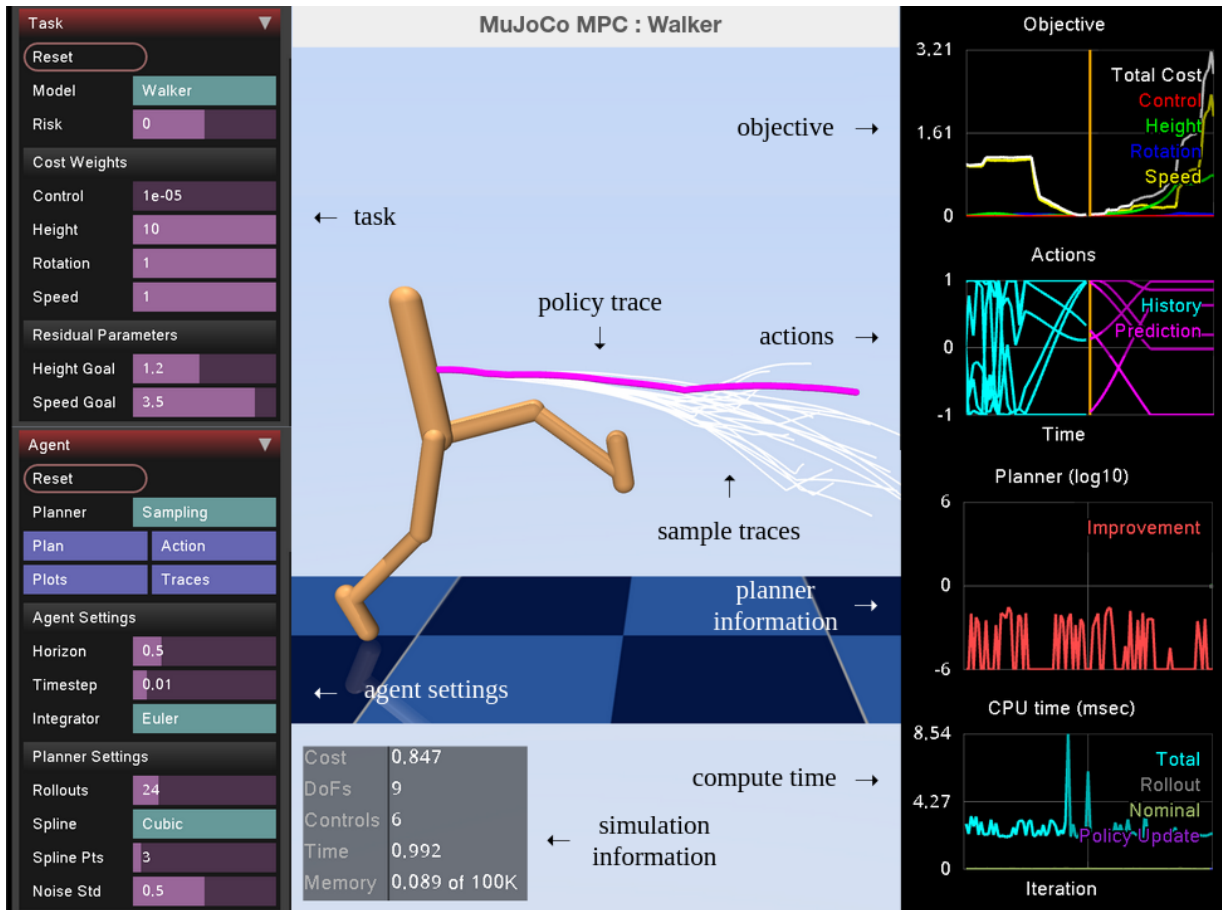 Task
Reset
Model Walker
Risk 0
Cost Weights
Control 1e-05
Height 10
Rotation 1
Speed 1
Residual Parameters
Height Goal 1.2
Speed Goal 3.5
Agent
Reset
Planner Sampling
Plan Action
Plots Traces
Agent Settings
Horizon 0.5
Timestep 0.01
Integrator Euler
Planner Settings
Rollouts 24
Spline Cubic
Spline Pts 3
Noise Std 0.5
MuJoCo MPC : Walker
objective →
← task
policy trace
↓
actions →
↑
sample traces
planner
information →
← agent settings
compute time →
← simulation
information
Cost 0.847
DoFs 9
Controls 6
Time 0.992
Memory 0.089 of 100K
Objective
3.21
Total Cost
Control
1.61
Height
Rotation
Speed
0
Actions
1
History
Prediction
0
-1
Time
Planner (log10)
6
Improvement
0
-6
CPU time (msec)
8.54
Total
Rollout
4.27
Nominal
Policy Update
0
Iteration